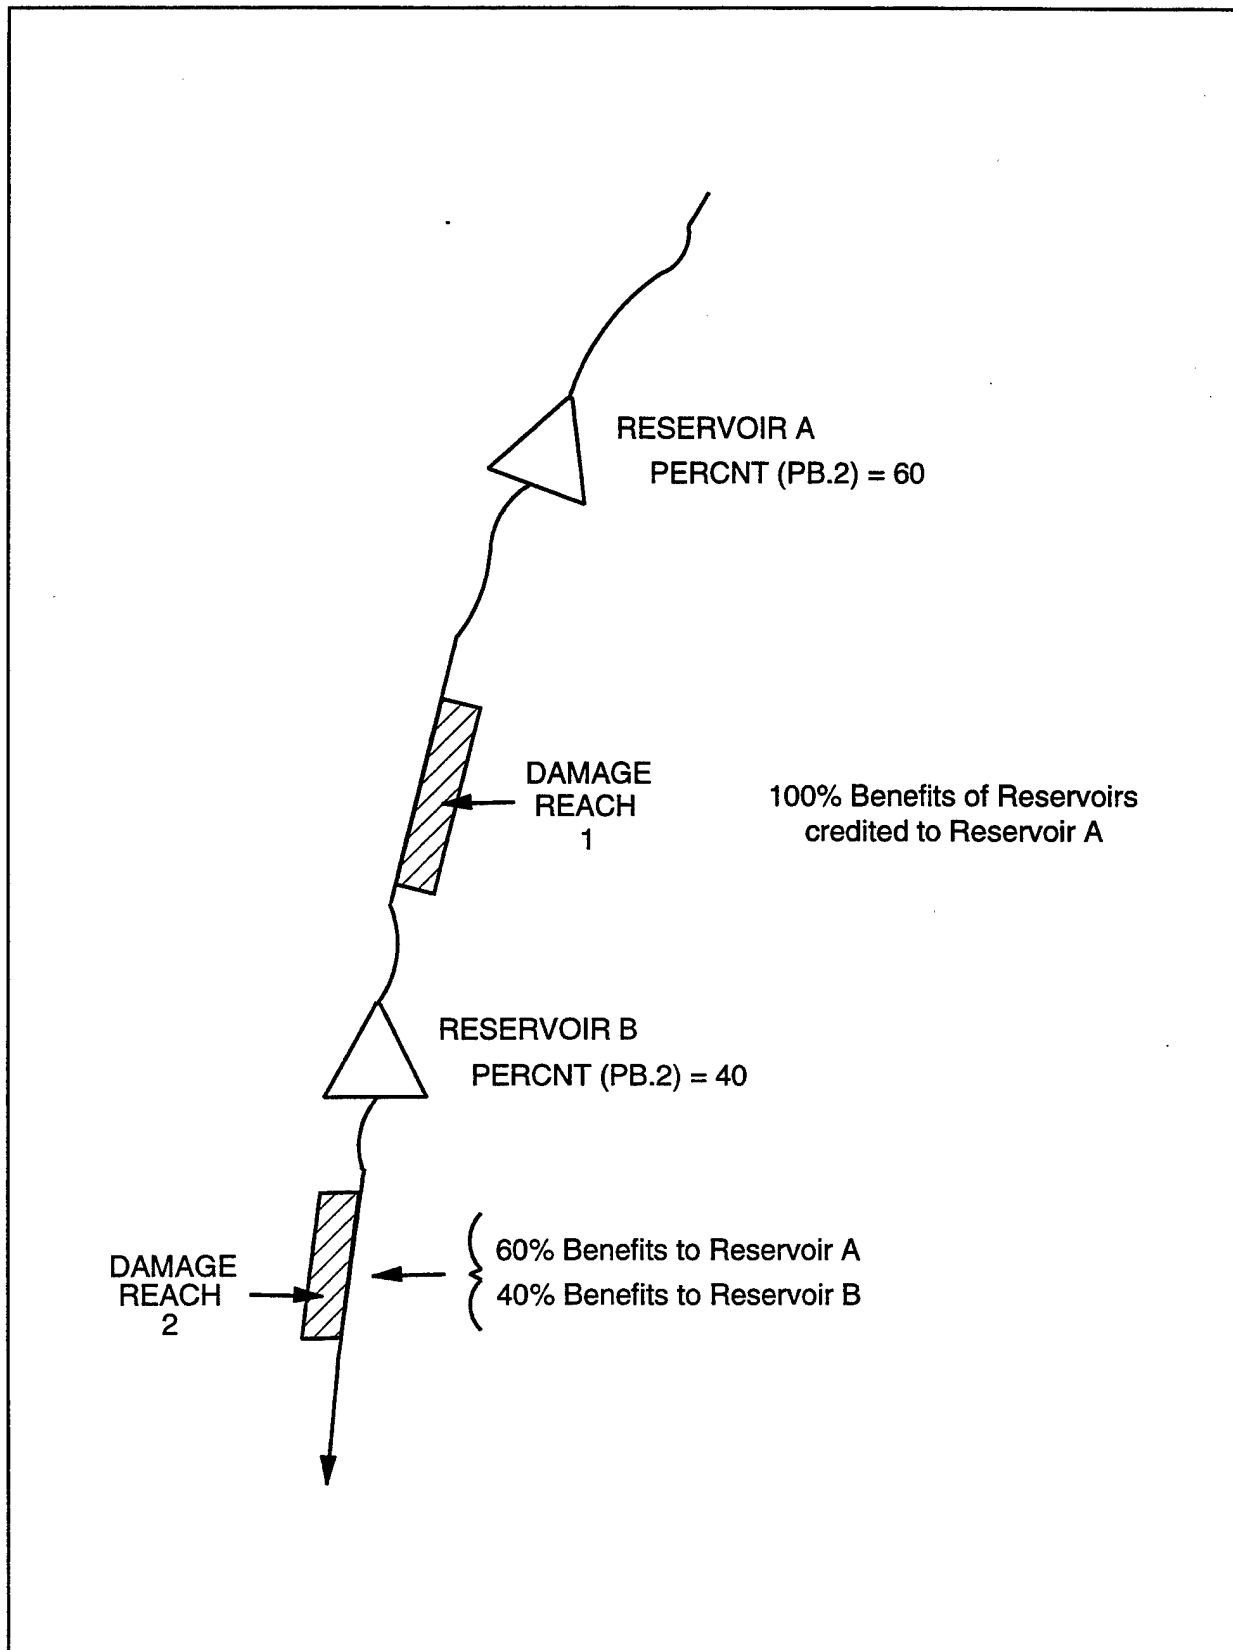 RESERVOIR A
PERCNT (PB.2) = 60
DAMAGE
REACH
1
100% Benefits of Reservoirs
credited to Reservoir A
RESERVOIR B
PERCNT (PB.2) = 40
DAMAGE
REACH
2
60% Benefits to Reservoir A
40% Benefits to Reservoir B